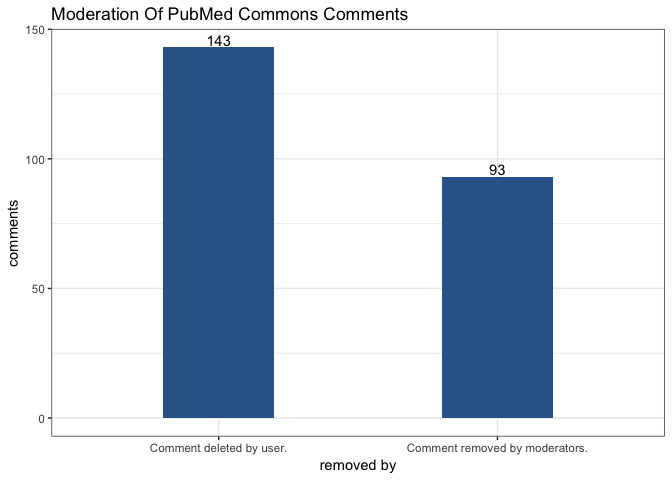 Moderation Of PubMed Commons Comments
150
143
100
93
comments
50
0
Comment deleted by user.
Comment removed by moderators.
removed by